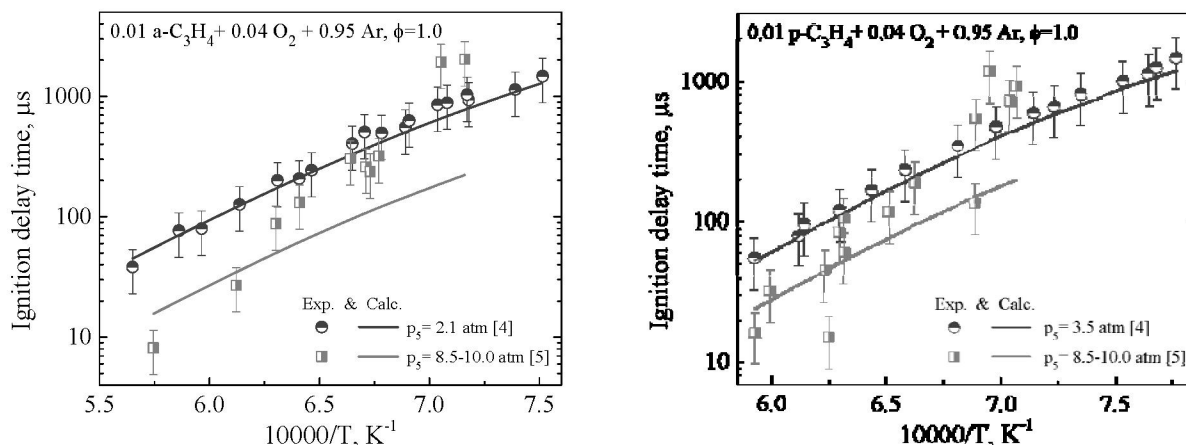 0.01 a-C₃H₄+ 0.04 O₂ + 0.95 Ar, ϕ=1.0
Ignition delay time, µs
1000
100
10
Exp. & Calc.
p₅= 2.1 atm [4]
p₅= 8.5-10.0 atm [5]
5.5 6.0 6.5 7.0 7.5
10000/T, K⁻¹
0.01 p-C₃H₄+ 0.04 O₂ + 0.95 Ar, ϕ=1.0
Ignition delay time, µs
1000
100
10
Exp. & Calc.
p₅= 3.5 atm [4]
p₅= 8.5-10.0 atm [5]
6.0 6.5 7.0 7.5
10000/T, K⁻¹